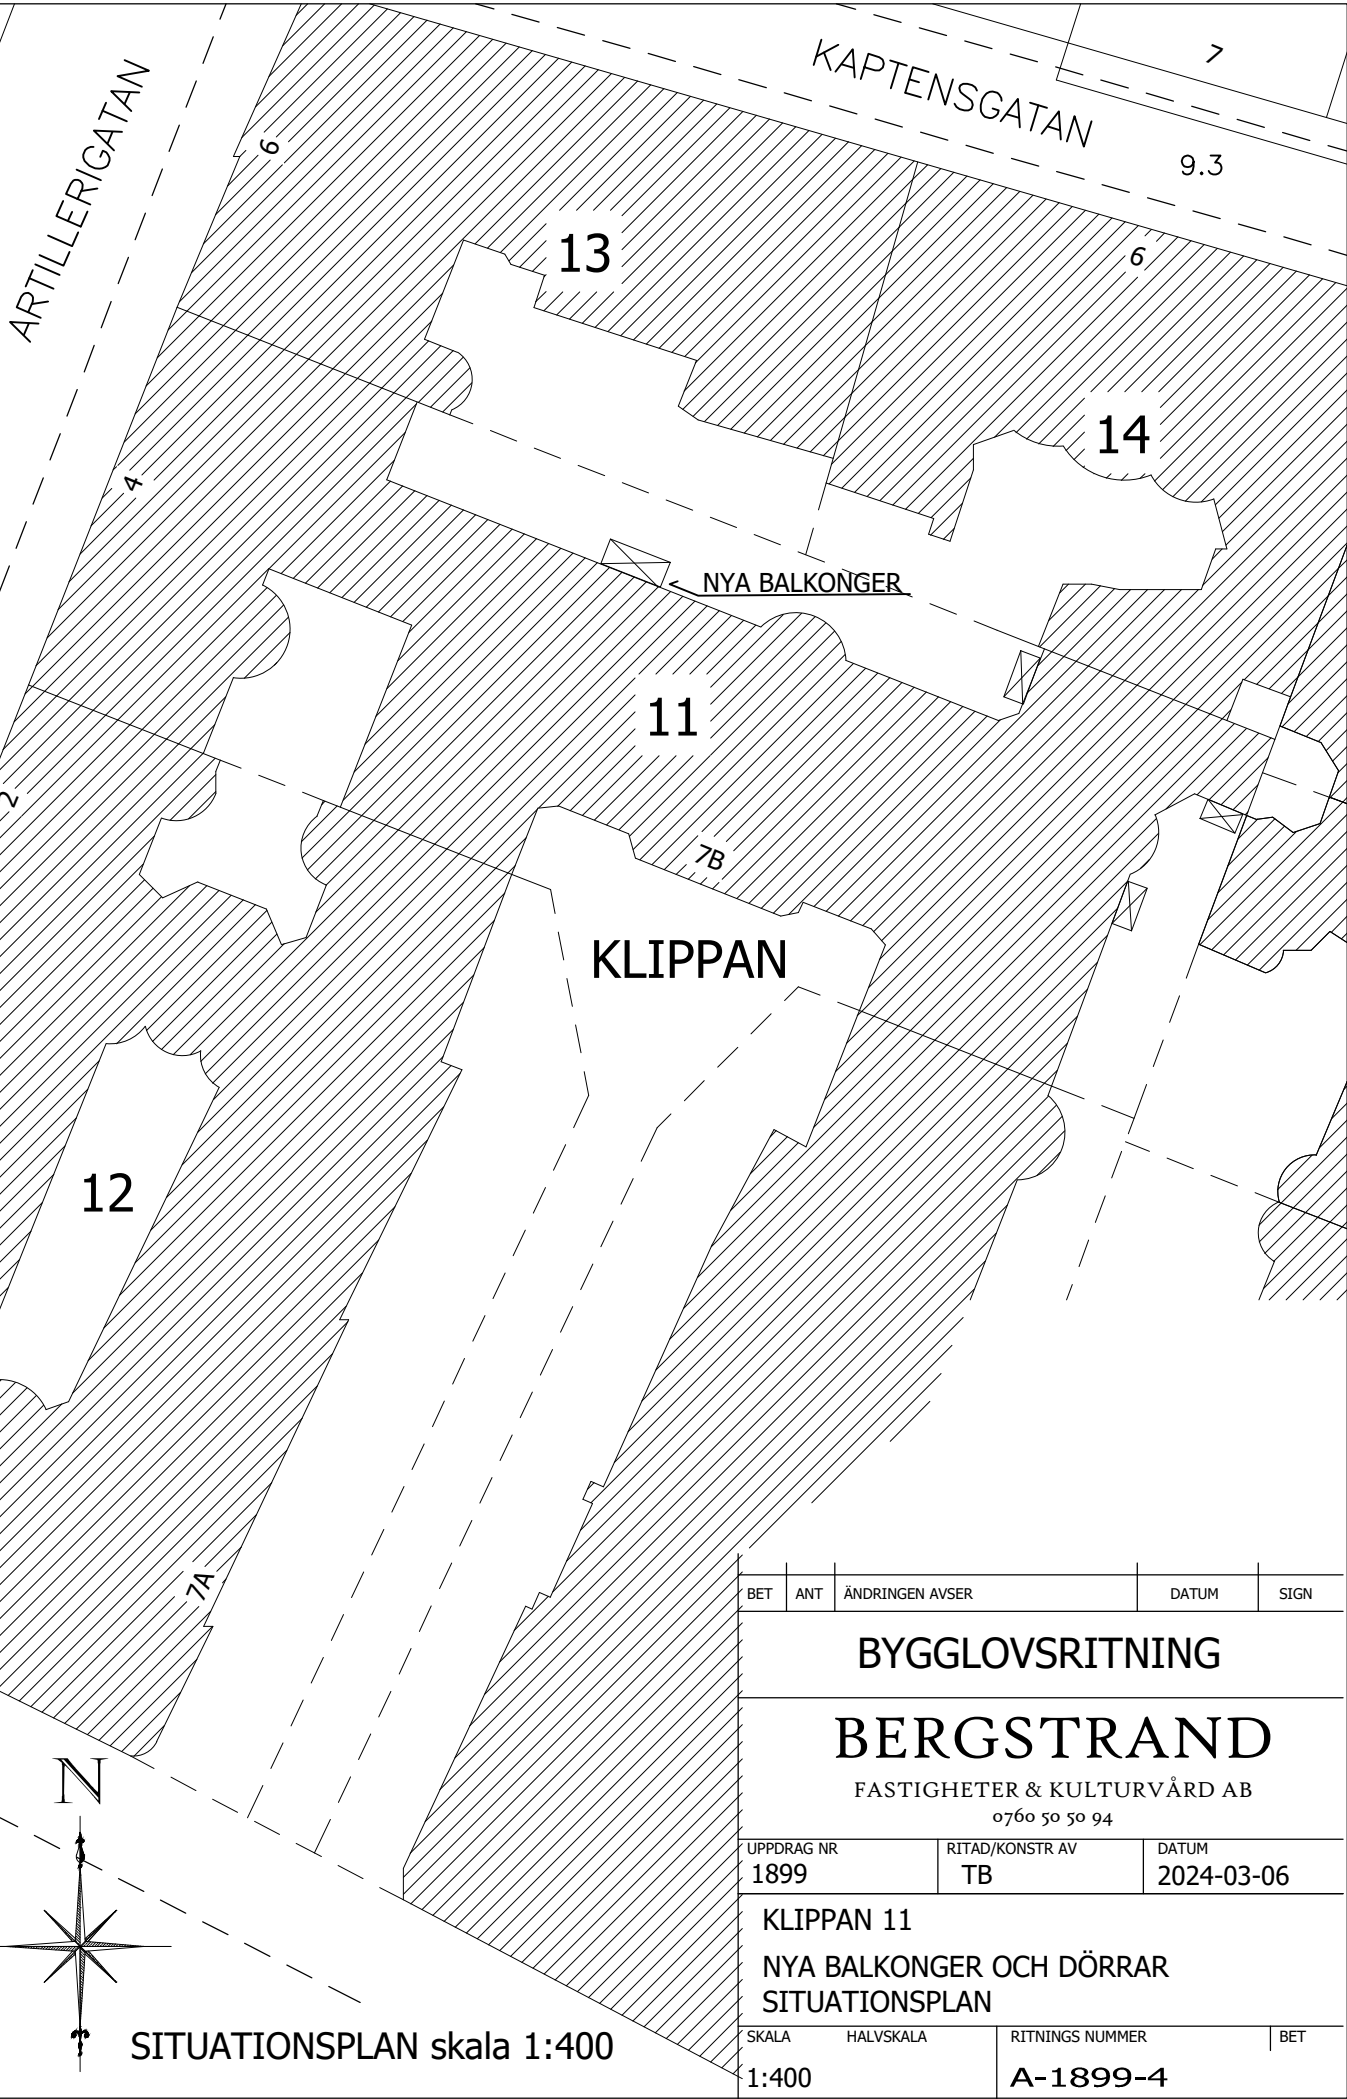 KAPTENSGATAN
7
9.3
ARTILLERIGATAN
6
6
13
14
4
NYA BALKONGER
11
2
7B
KLIPPAN
12
7A
N
SITUATIONSPLAN skala 1:400
BET ANT ÄNDRINGEN AVSER DATUM SIGN
BYGGLOVSRITNING
BERGSTRAND
FASTIGHETER & KULTURVÅRD AB
0760 50 50 94
UPPDRAG NR RITAD/KONSTR AV DATUM
1899 TB 2024-03-06
KLIPPAN 11
NYA BALKONGER OCH DÖRRAR
SITUATIONSPLAN
SKALA HALVSKALA RITNINGS NUMMER BET
1:400 A-1899-4